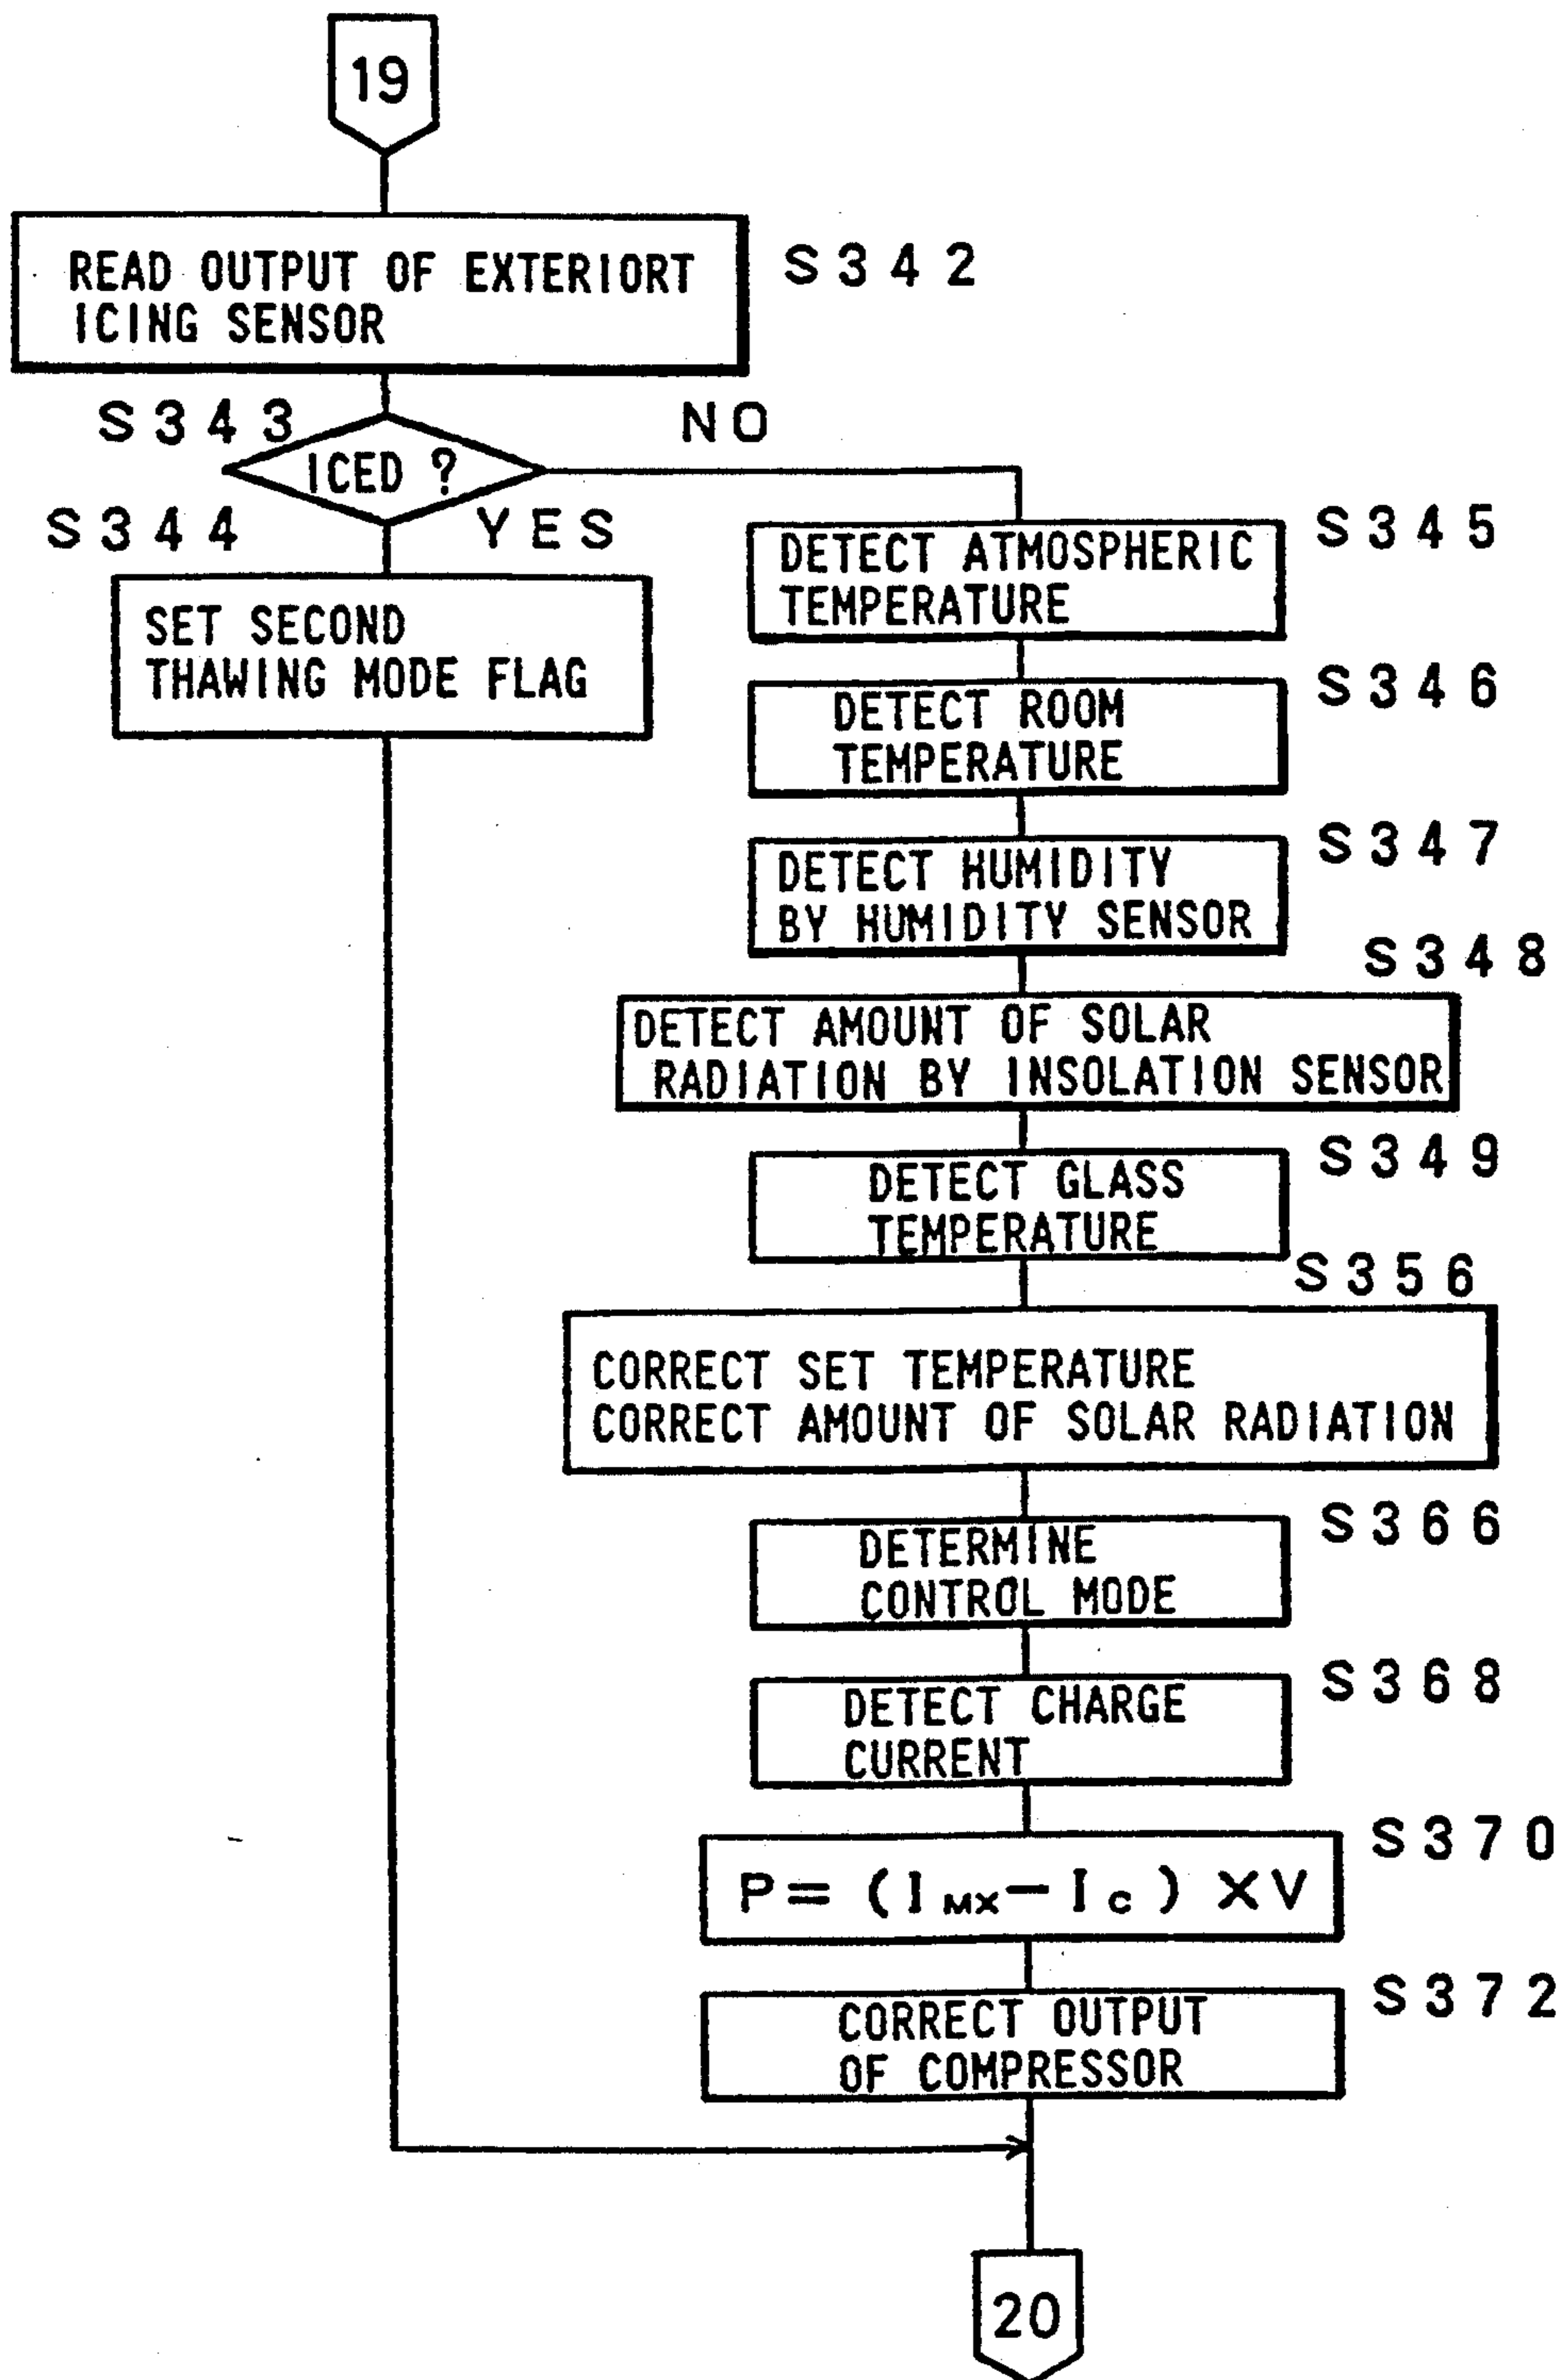 19
READ OUTPUT OF EXTERIORT
ICING SENSOR
S342
S343
ICED ?
NO
S344
YES
SET SECOND
THAWING MODE FLAG
DETECT ATMOSPHERIC
TEMPERATURE
S345
DETECT ROOM
TEMPERATURE
S346
DETECT HUMIDITY
BY HUMIDITY SENSOR
S347
DETECT AMOUNT OF SOLAR
RADIATION BY INSOLATION SENSOR
S348
DETECT GLASS
TEMPERATURE
S349
CORRECT SET TEMPERATURE
CORRECT AMOUNT OF SOLAR RADIATION
S356
DETERMINE
CONTROL MODE
S366
DETECT CHARGE
CURRENT
S368
P=(I MX-I C)×V
S370
CORRECT OUTPUT
OF COMPRESSOR
S372
20